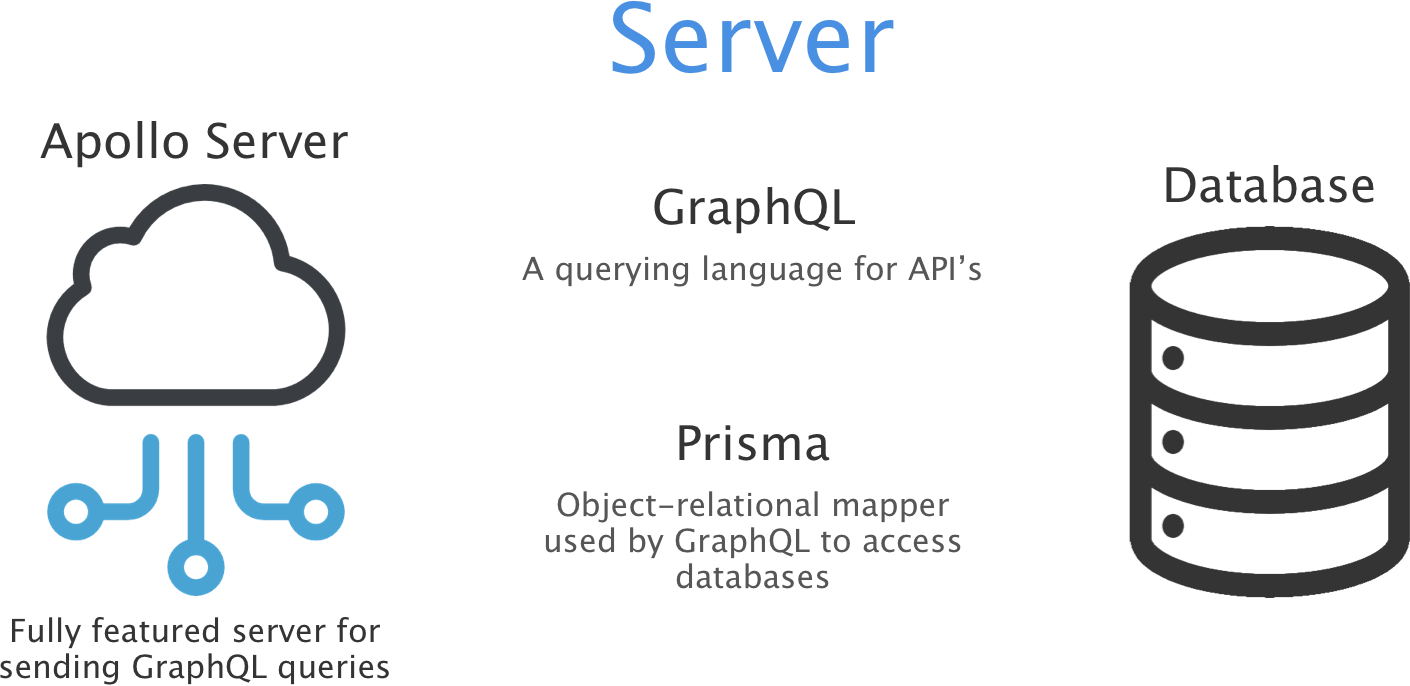 Server
Apollo Server
Fully featured server for
sending GraphQL queries
GraphQL
A querying language for API’s
Prisma
Object-relational mapper
used by GraphQL to access
databases
Database